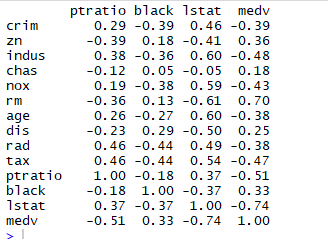 ptratio black lstat medv
crim 0.29 -0.39 0.46 -0.39
zn -0.39 0.18 -0.41 0.36
indus 0.38 -0.36 0.60 -0.48
chas -0.12 0.05 -0.05 0.18
nox 0.19 -0.38 0.59 -0.43
rm -0.36 0.13 -0.61 0.70
age 0.26 -0.27 0.60 -0.38
dis -0.23 0.29 -0.50 0.25
rad 0.46 -0.44 0.49 -0.38
tax 0.46 -0.44 0.54 -0.47
ptratio 1.00 -0.18 0.37 -0.51
black -0.18 1.00 -0.37 0.33
lstat 0.37 -0.37 1.00 -0.74
medv -0.51 0.33 -0.74 1.00
>